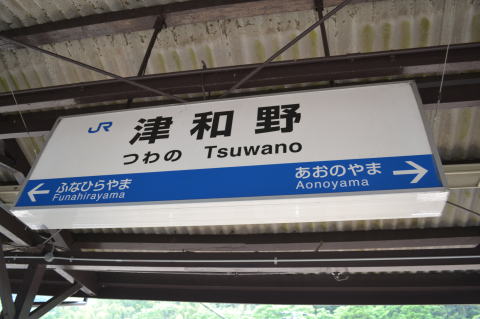 JR 津和野
つわの Tsuwano
← ふなひらやま
Funahirayama
あおのやま →
Aonoyama